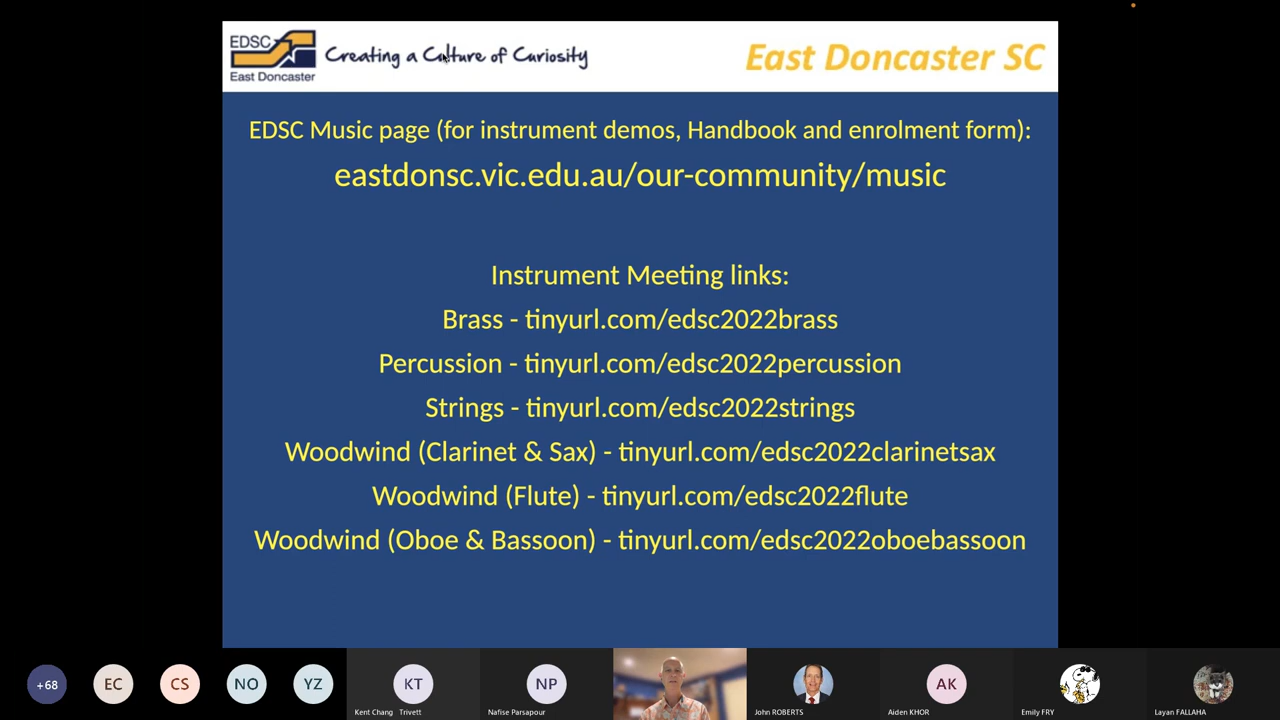 EDSC
East Doncaster
Creating a Culture of Curiosity
East Doncaster SC
EDSC Music page (for instrument demos, Handbook and enrolment form):
eastdonsc.vic.edu.au/our-community/music
Instrument Meeting links:
Brass - tinyurl.com/edsc2022brass
Percussion - tinyurl.com/edsc2022percussion
Strings - tinyurl.com/edsc2022strings
Woodwind (Clarinet & Sax) - tinyurl.com/edsc2022clarinetsax
Woodwind (Flute) - tinyurl.com/edsc2022flute
Woodwind (Oboe & Bassoon) - tinyurl.com/edsc2022oboebassoon
+68 EC CS NO YZ KT NP AK
Kent Chang Trivett Nafise Parsapour John ROBERTS Aiden KHOR Emily FRY Layan FALLAHA